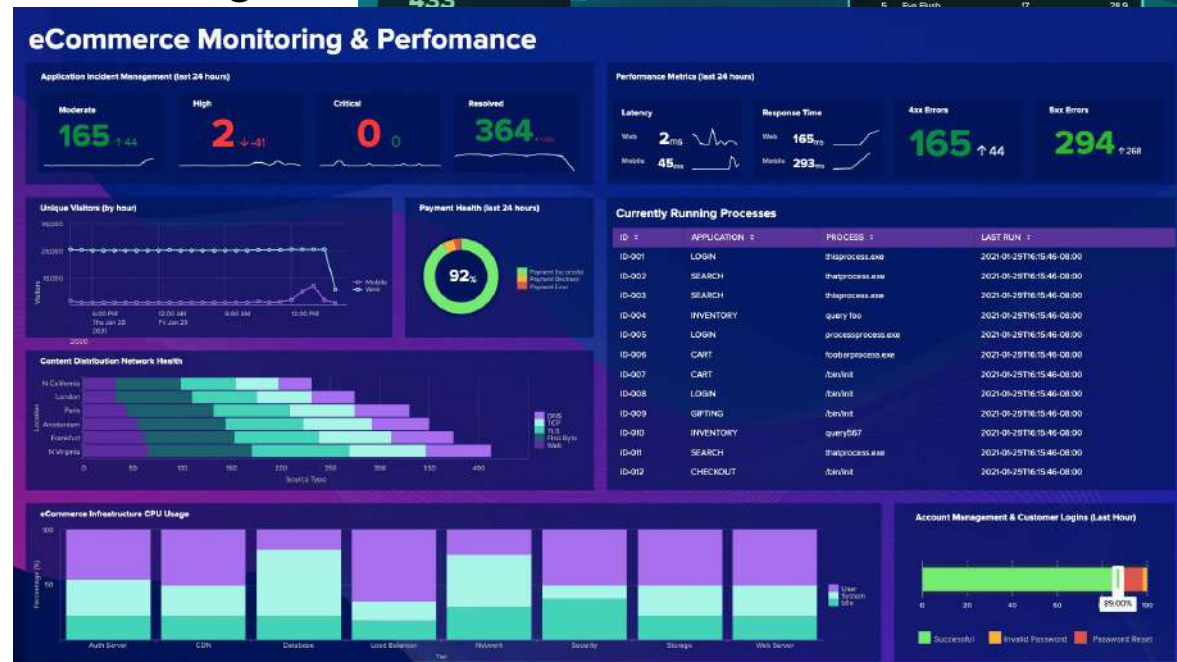 433
5 Eve Flush 17 28.9
eCommerce Monitoring & Perfomance
Application Incident Management (last 24 hours)
Moderate
165 ↑ 44
High
2 ↓ -41
Critical
0 0
Resolved
364
Performance Metrics (last 24 hours)
Latency
Web 2ms
Mobile 45ms
Response Time
Web 165ms
Mobile 293ms
4xx Errors
165 ↑ 44
5xx Errors
294 ↑ 268
Unique Visitors (by hour)
Visitors
6:00 PM 12:00 AM 6:00 AM 12:00 PM
Thu Jan 28 Fri Jan 29
2021
2020
Mobile
Web
Payment Health (last 24 hours)
92%
Payment Successful
Payment Declined
Payment Error
Currently Running Processes
ID APPLICATION PROCESS LAST RUN
ID-001 LOGIN thisprocess.exe 2021-01-29T16:15:46-08:00
ID-002 SEARCH thatprocess.exe 2021-01-29T16:15:46-08:00
ID-003 SEARCH thisprocess.exe 2021-01-29T16:15:46-08:00
ID-004 INVENTORY query foo 2021-01-29T16:15:46-08:00
ID-005 LOGIN processprocess.exe 2021-01-29T16:15:46-08:00
ID-006 CART foobarprocess.exe 2021-01-29T16:15:46-08:00
ID-007 CART /bin/init 2021-01-29T16:15:46-08:00
ID-008 LOGIN /bin/init 2021-01-29T16:15:46-08:00
ID-009 GIFTING /bin/init 2021-01-29T16:15:46-08:00
ID-010 INVENTORY query567 2021-01-29T16:15:46-08:00
ID-011 SEARCH thatprocess.exe 2021-01-29T16:15:46-08:00
ID-012 CHECKOUT /bin/init 2021-01-29T16:15:46-08:00
Content Distribution Network Health
Location
N California
London
Paris
Amsterdam
Frankfurt
N Virginia
0 50 100 150 200 250 300 350 400
Source Type
DNS
TCP
TLS
First Byte
Web
eCommerce Infrastructure CPU Usage
Percentage (%)
100
50
Auth Server CDN Database Load Balancer Network Security Storage Web Server
Tier
User
System
Idle
Account Management & Customer Logins (Last Hour)
0 20 40 60 89.00% 100
Successful Invalid Password Password Reset